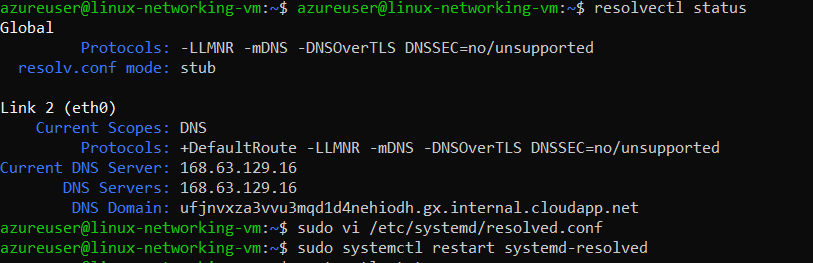 azureuser@linux-networking-vm:~$ azureuser@linux-networking-vm:~$ resolvectl status
Global
Protocols: -LLMNR -mDNS -DNSOverTLS DNSSEC=no/unsupported
resolv.conf mode: stub
Link 2 (eth0)
Current Scopes: DNS
Protocols: +DefaultRoute -LLMNR -mDNS -DNSOverTLS DNSSEC=no/unsupported
Current DNS Server: 168.63.129.16
DNS Servers: 168.63.129.16
DNS Domain: ufjnvxza3vvu3mqd1d4nehiodh.gx.internal.cloudapp.net
azureuser@linux-networking-vm:~$ sudo vi /etc/systemd/resolved.conf
azureuser@linux-networking-vm:~$ sudo systemctl restart systemd-resolved